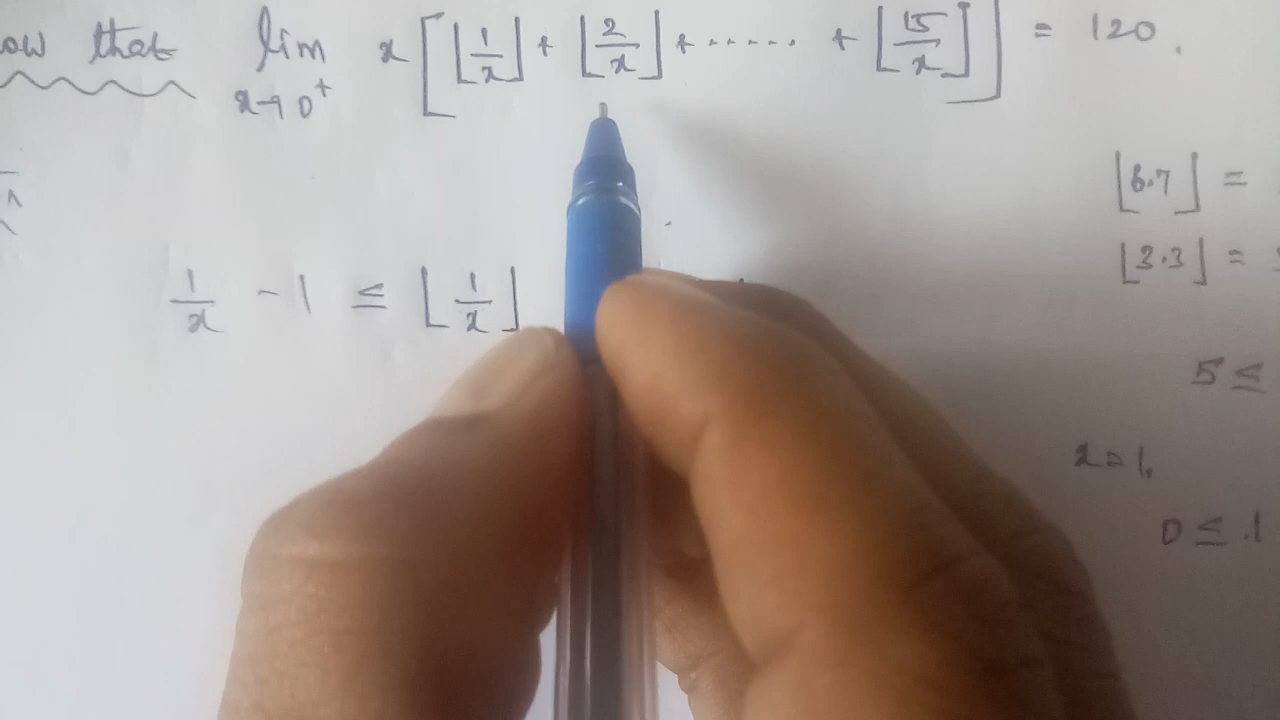 ow that lim x→0⁺ x[⌊1/x⌋ + ⌊2/x⌋ + ...... + ⌊15/x⌋] = 120.
⌊6.7⌋ =
⌊3.3⌋ =
1/x - 1 ≤ ⌊1/x⌋
5 ≤
x=1,
0 ≤ .1